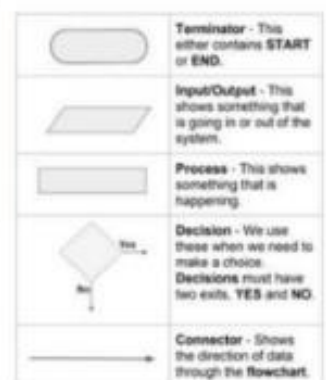 Terminator - This
either contains START
or END.
Input/Output - This
shows something that
is going in or out of the
system.
Process - This shows
something that is
happening.
Decision - We use
these when we need to
make a choice.
Decisions must have
two exits, YES and NO.
Yes
No
Connector - Shows
the direction of data
through the flowchart.